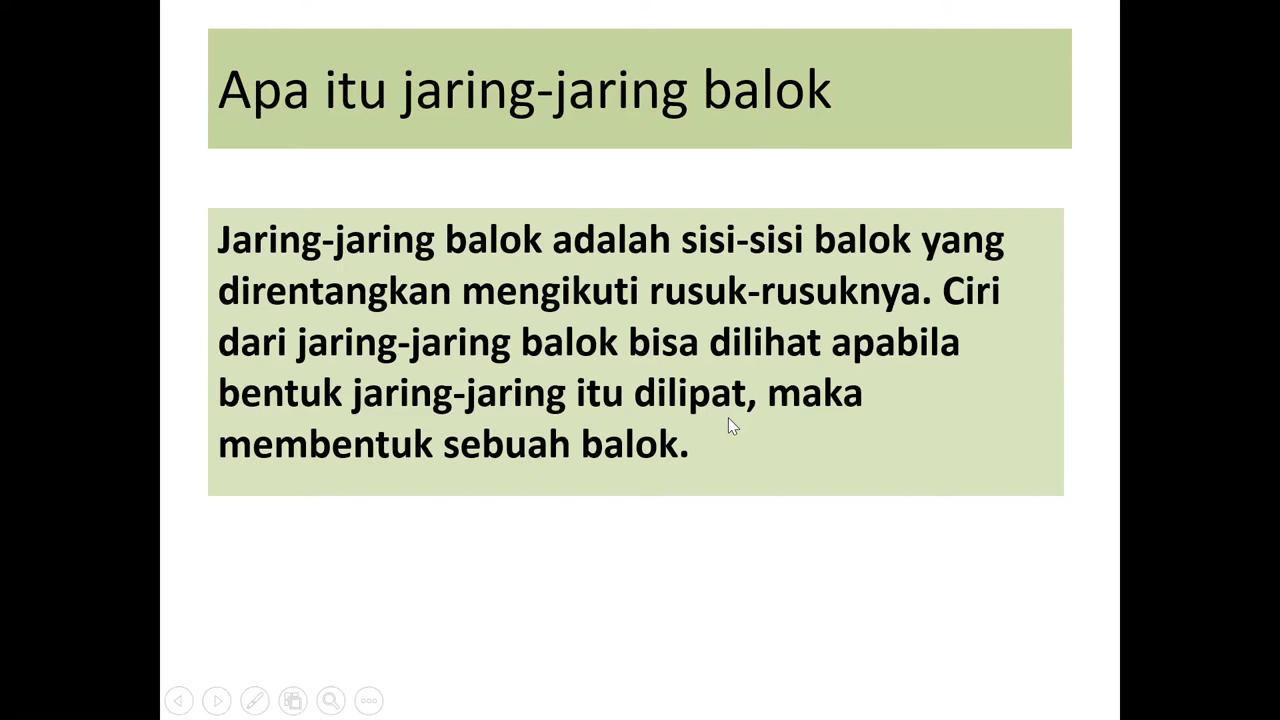 Apa itu jaring-jaring balok
Jaring-jaring balok adalah sisi-sisi balok yang
direntangkan mengikuti rusuk-rusuknya. Ciri
dari jaring-jaring balok bisa dilihat apabila
bentuk jaring-jaring itu dilipat, maka
membentuk sebuah balok.